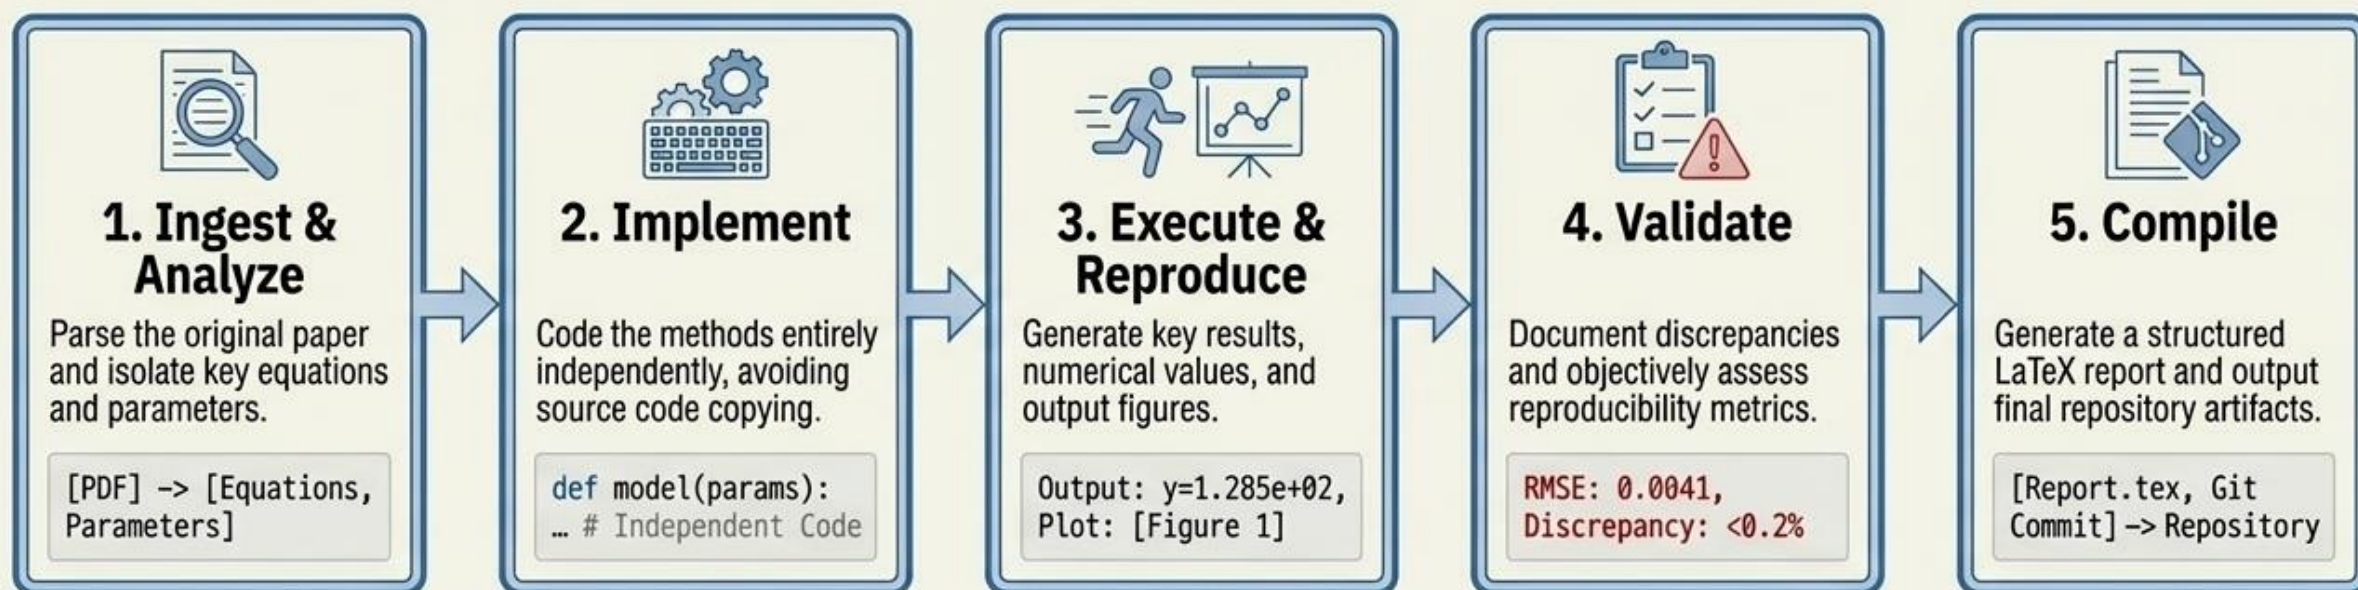 1. Ingest &
Analyze
Parse the original paper
and isolate key equations
and parameters.
[PDF] -> [Equations,
Parameters]
2. Implement
Code the methods entirely
independently, avoiding
source code copying.
def model(params):
… # Independent Code
3. Execute &
Reproduce
Generate key results,
numerical values, and
output figures.
Output: y=1.285e+02,
Plot: [Figure 1]
4. Validate
Document discrepancies
and objectively assess
reproducibility metrics.
RMSE: 0.0041,
Discrepancy: <0.2%
5. Compile
Generate a structured
LaTeX report and output
final repository artifacts.
[Report.tex, Git
Commit] -> Repository